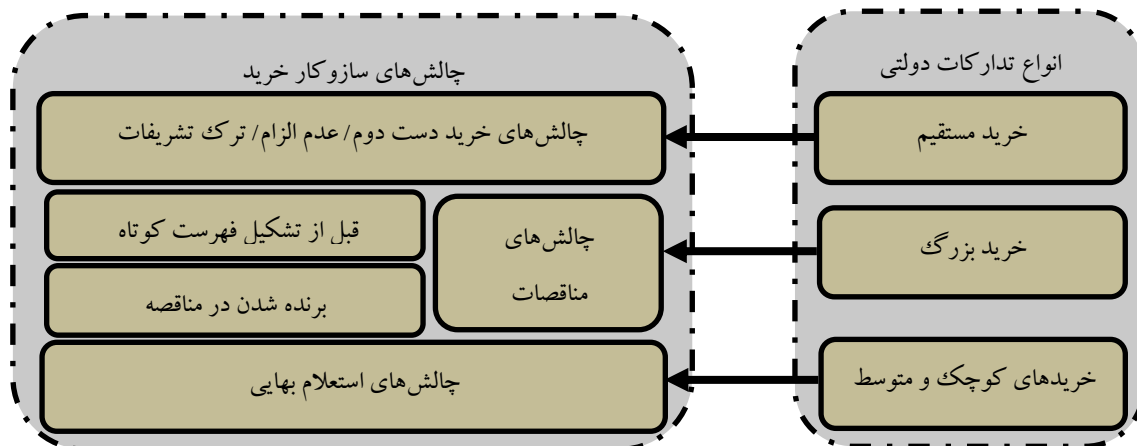 انواع تدارکات دولتی
خرید مستقیم
خرید بزرگ
خریدهای کوچک و متوسط
چالش‌های سازوکار خرید
چالش‌های خرید دست دوم/ عدم الزام/ ترک تشریفات
چالش‌های
مناقصات
قبل از تشکیل فهرست کوتاه
برنده شدن در مناقصه
چالش‌های استعلام بهایی